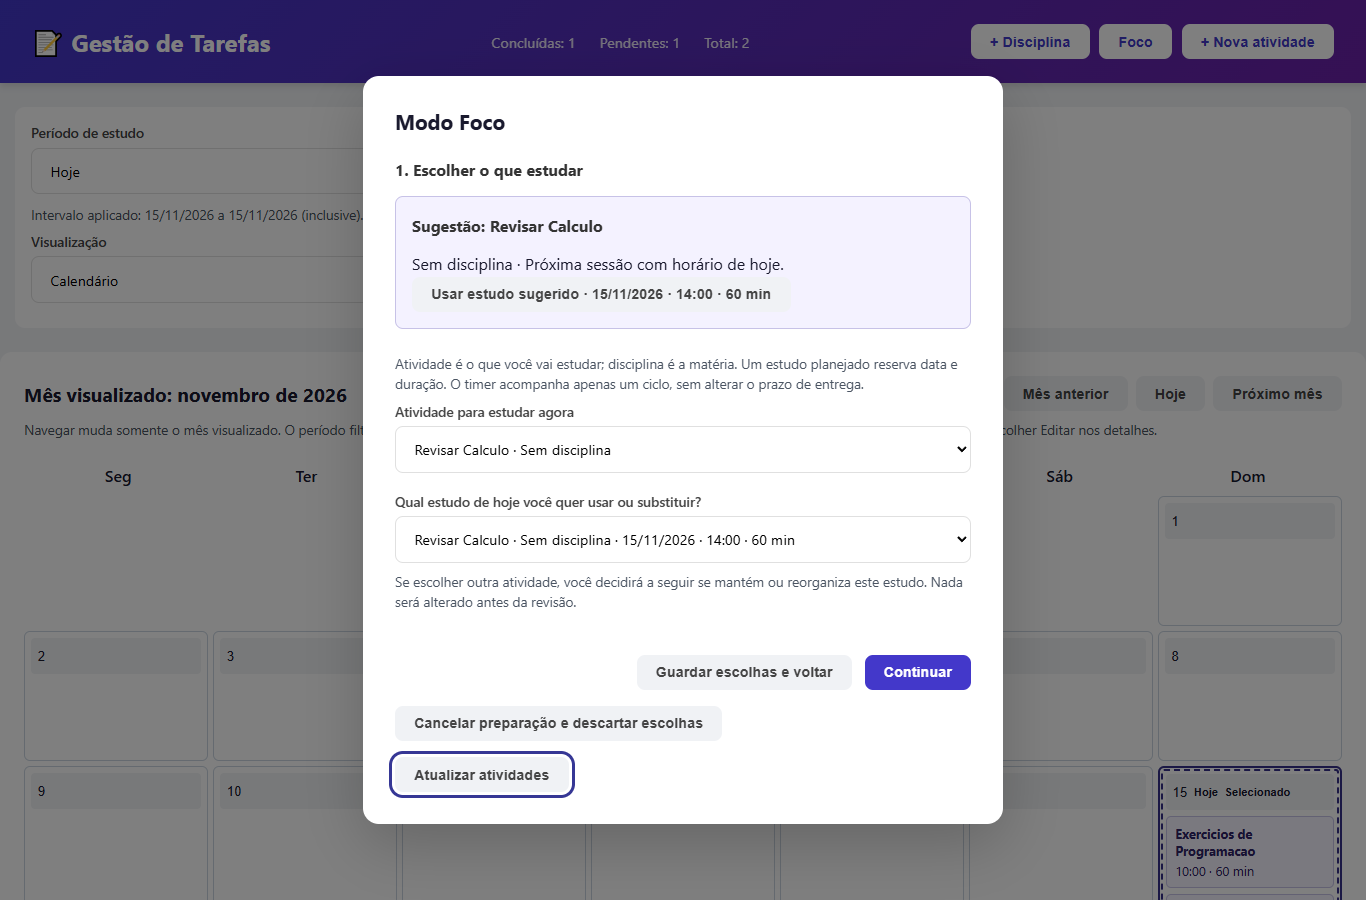 Gestão de Tarefas
Concluídas: 1 Pendentes: 1 Total: 2
+ Disciplina
Foco
+ Nova atividade
Período de estudo
Hoje
Intervalo aplicado: 15/11/2026 a 15/11/2026 (inclusive).
Visualização
Calendário
Modo Foco
1. Escolher o que estudar
Sugestão: Revisar Calculo
Sem disciplina · Próxima sessão com horário de hoje.
Usar estudo sugerido · 15/11/2026 · 14:00 · 60 min
Atividade é o que você vai estudar; disciplina é a matéria. Um estudo planejado reserva data e
duração. O timer acompanha apenas um ciclo, sem alterar o prazo de entrega.
Atividade para estudar agora
Revisar Calculo · Sem disciplina
Qual estudo de hoje você quer usar ou substituir?
Revisar Calculo · Sem disciplina · 15/11/2026 · 14:00 · 60 min
Se escolher outra atividade, você decidirá a seguir se mantém ou reorganiza este estudo. Nada
será alterado antes da revisão.
Guardar escolhas e voltar
Continuar
Cancelar preparação e descartar escolhas
Atualizar atividades
Mês visualizado: novembro de 2026
Mês anterior
Hoje
Próximo mês
Navegar muda somente o mês visualizado. O período
Editar nos detalhes.
Seg Ter Sáb Dom
1
2 3 8
9 10 15 Hoje Selecionado
Exercicios de
Programacao
10:00 · 60 min